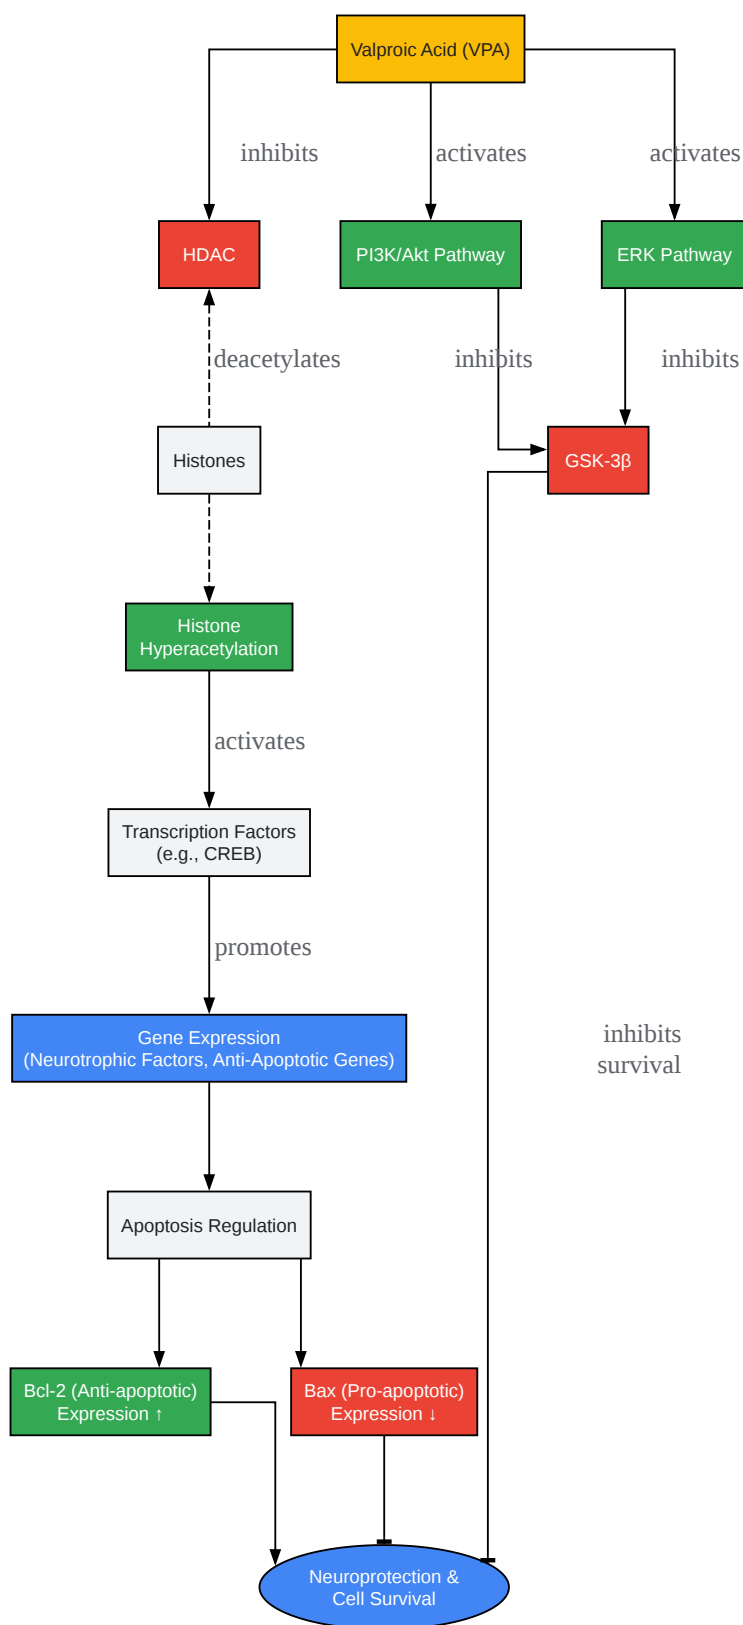 Valproic Acid (VPA)
inhibits
activates
activates
HDAC
PI3K/Akt Pathway
ERK Pathway
deacetylates
inhibits
inhibits
Histones
GSK-3β
Histone
Hyperacetylation
activates
Transcription Factors
(e.g., CREB)
promotes
Gene Expression
(Neurotrophic Factors, Anti-Apoptotic Genes)
inhibits
survival
Apoptosis Regulation
Bcl-2 (Anti-apoptotic)
Expression ↑
Bax (Pro-apoptotic)
Expression ↓
Neuroprotection &
Cell Survival